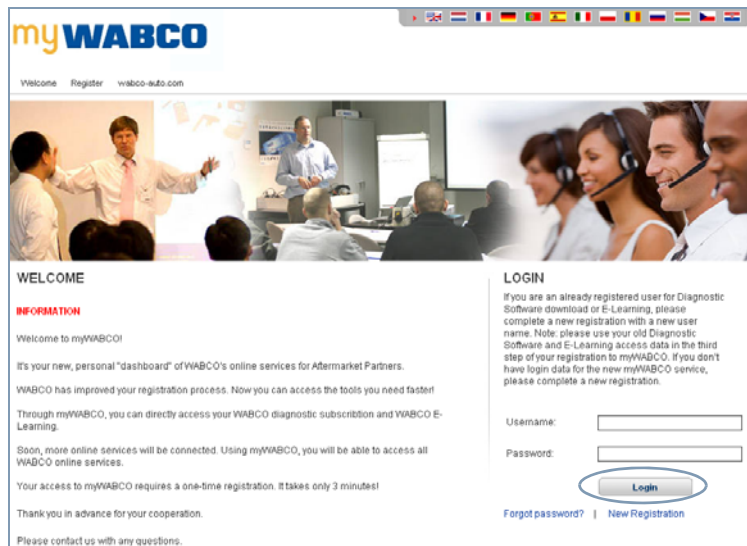 myWABCO
Welcome Register wabco-auto.com
WELCOME
INFORMATION
Welcome to myWABCO!
It's your new, personal "dashboard" of WABCO's online services for Aftermarket Partners.
WABCO has improved your registration process. Now you can access the tools you need faster!
Through myWABCO, you can directly access your WABCO diagnostic subscribtion and WABCO E-
Learning.
Soon, more online services will be connected. Using myWABCO, you will be able to access all
WABCO online services.
Your access to myWABCO requires a one-time registration. It takes only 3 minutes!
Thank you in advance for your cooperation.
Please contact us with any questions.
LOGIN
If you are an already registered user for Diagnostic
Software download or E-Learning, please
complete a new registration with a new user
name. Note: please use your old Diagnostic
Software and E-Learning access data in the third
step of your registration to myWABCO. If you don't
have login data for the new myWABCO service,
please complete a new registration.
Username:
Password:
Login
Forgot password? | New Registration